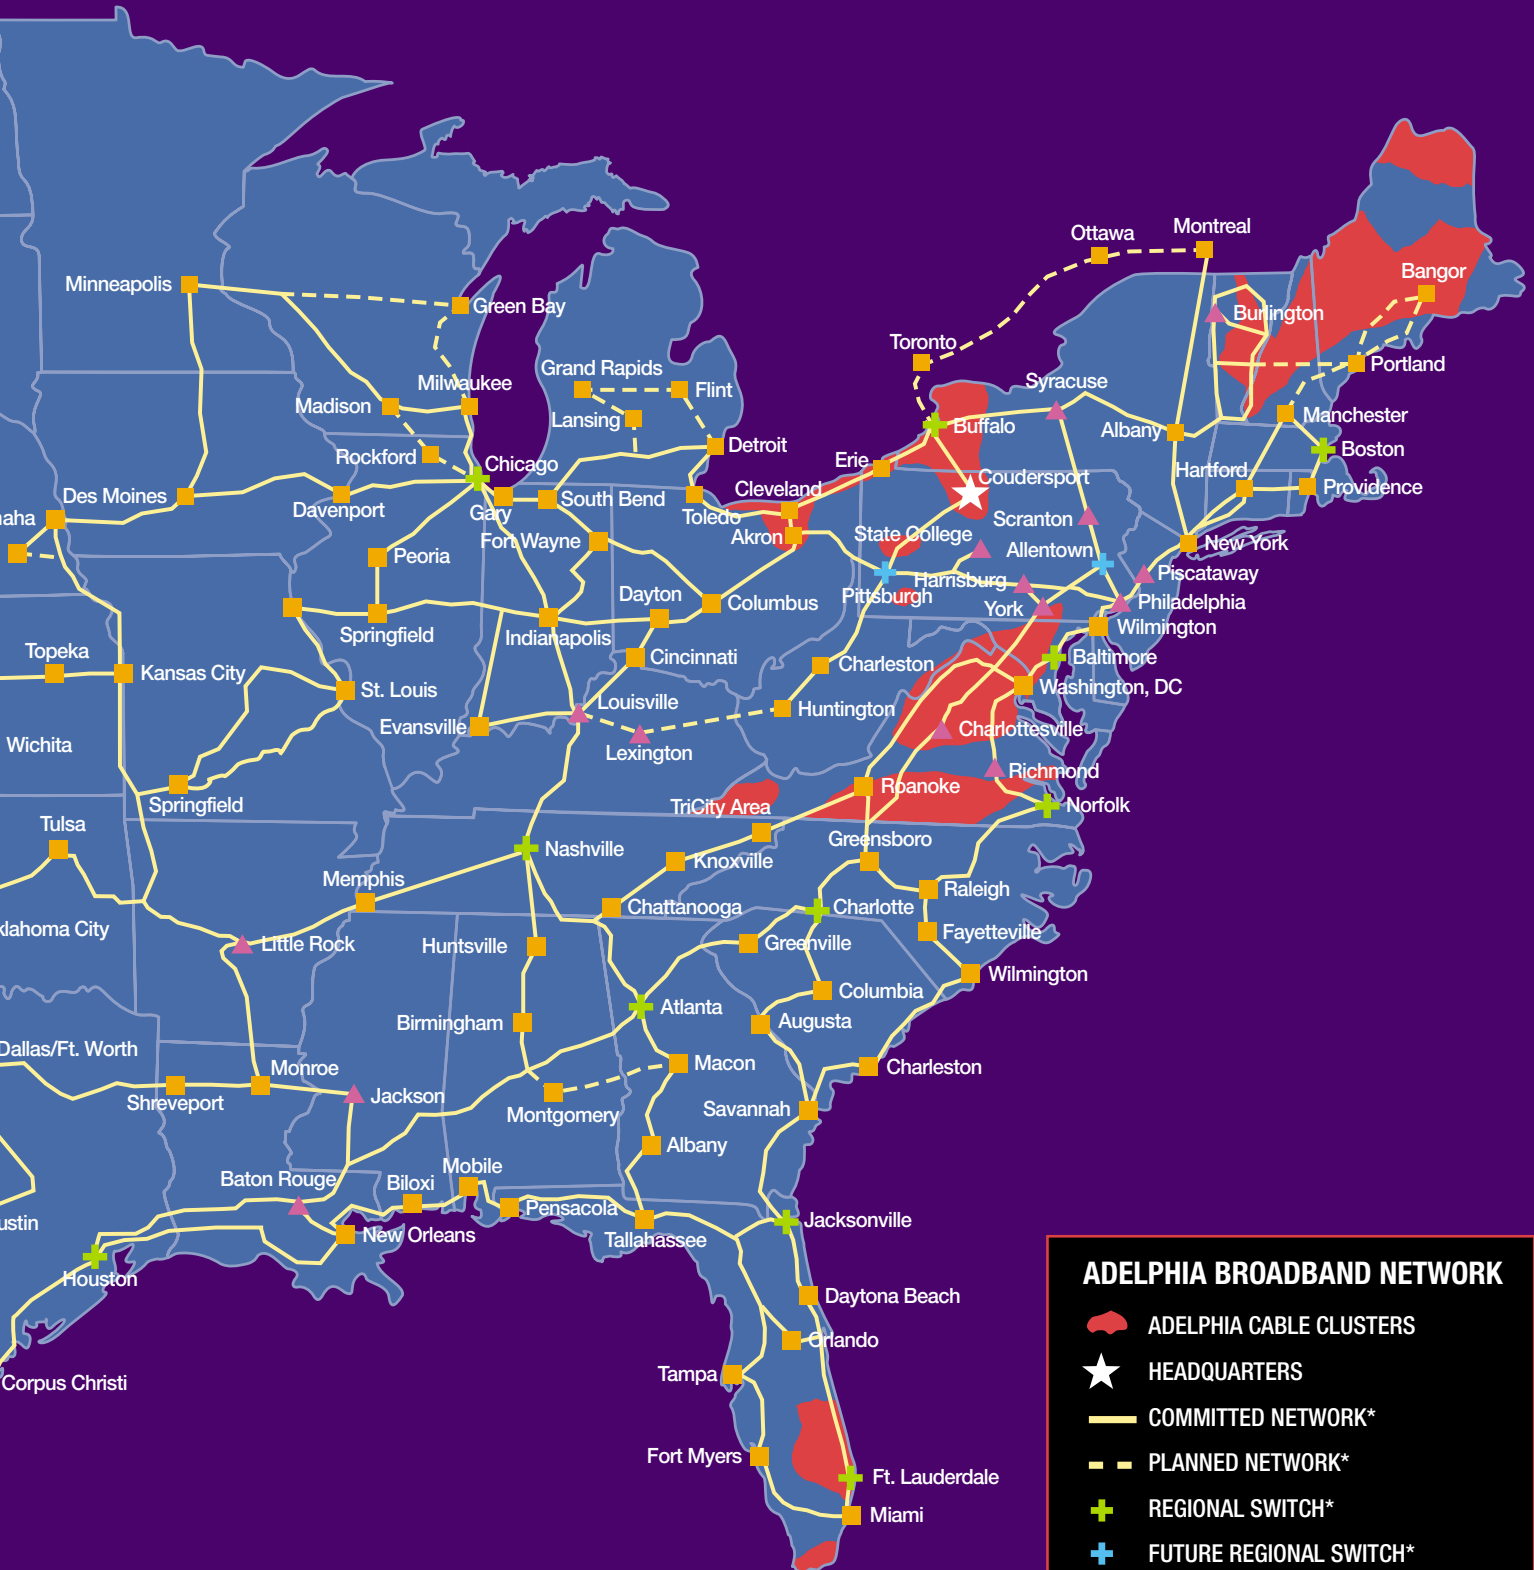 Montreal
Ottawa
Bangor
Minneapolis
Green Bay
Burlington
Toronto
Portland
Grand Rapids
Flint
Milwaukee
Syracuse
Madison
Lansing
Buffalo
Manchester
Albany
Detroit
Boston
Rockford
Chicago
Erie
Hartford
Coudersport
Des Moines
Davenport
Gary
South Bend
Toledo
Cleveland
Providence
aha
Scranton
Akron
State College
Fort Wayne
Allentown
New York
Peoria
Piscataway
Harrisburg
Pittsburgh
Dayton
Columbus
York
Philadelphia
Springfield
Indianapolis
Wilmington
Topeka
Cincinnati
Baltimore
Charleston
Kansas City
St. Louis
Washington, DC
Louisville
Huntington
Evansville
Charlottesville
Wichita
Lexington
Richmond
Roanoke
Springfield
TriCity Area
Norfolk
Tulsa
Greensboro
Nashville
Knoxville
Memphis
Raleigh
Chattanooga
Charlotte
klahoma City
Fayetteville
Little Rock
Huntsville
Greenville
Wilmington
Columbia
Atlanta
Birmingham
Augusta
Dallas/Ft. Worth
Macon
Monroe
Charleston
Jackson
Shreveport
Montgomery
Savannah
Albany
Mobile
Baton Rouge
Biloxi
Pensacola
ustin
Jacksonville
New Orleans
Tallahassee
Houston
Daytona Beach
Orlando
Tampa
Corpus Christi
Fort Myers
Ft. Lauderdale
Miami
ADELPHIA BROADBAND NETWORK
ADELPHIA CABLE CLUSTERS
HEADQUARTERS
COMMITTED NETWORK*
PLANNED NETWORK*
REGIONAL SWITCH*
FUTURE REGIONAL SWITCH*